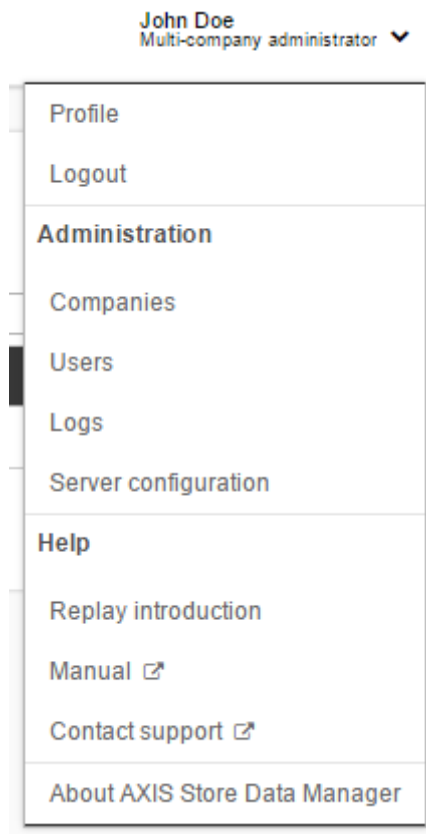 John Doe
Multi-company administrator
Profile
Logout
Administration
Companies
Users
Logs
Server configuration
Help
Replay introduction
Manual
Contact support
About AXIS Store Data Manager